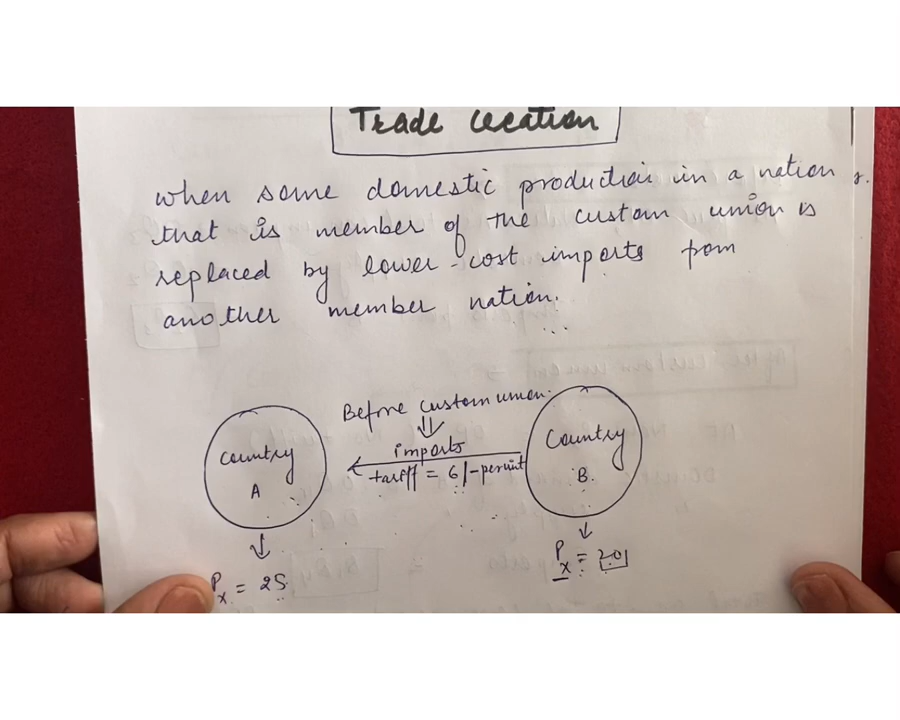 Trade creation
when some domestic production in a nation
that is member of the custom union is
replaced by lower-cost imports from
another member nation.
Before custom union.
imports
tariff = 6/- per unit
Country
A
Country
B.
Px = 25
Px = 20/